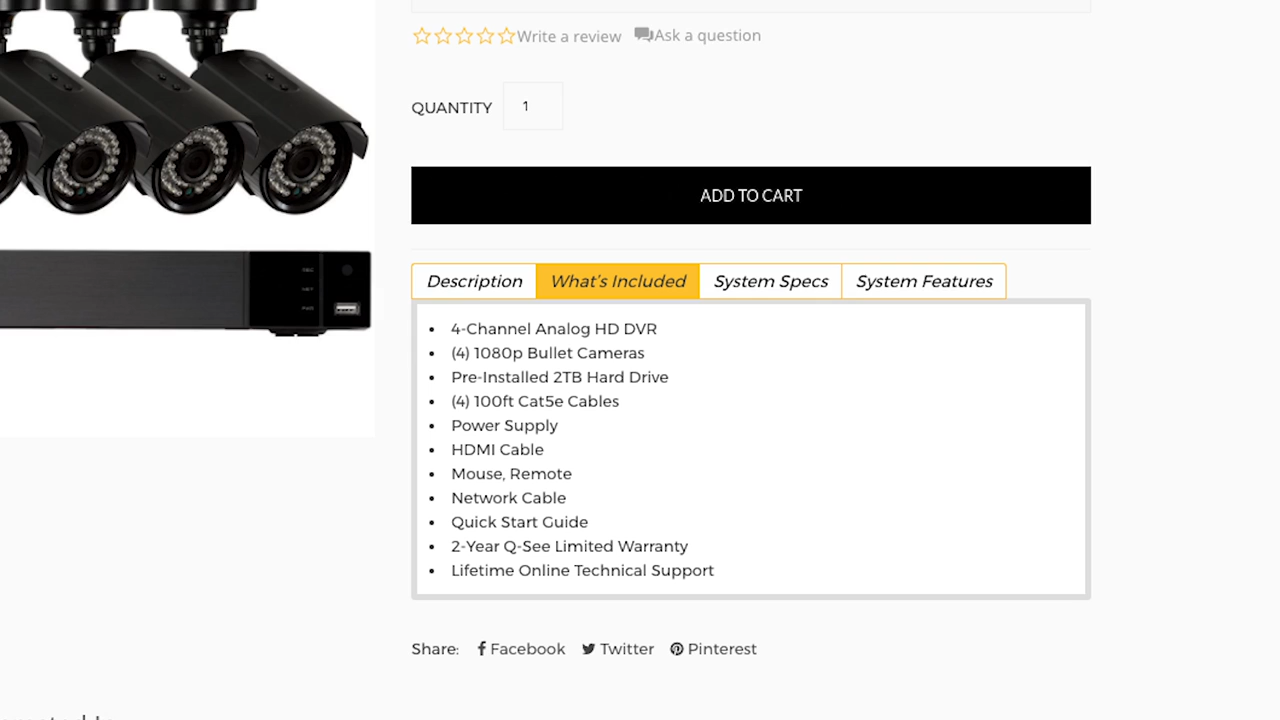 Write a review Ask a question
QUANTITY 1
ADD TO CART
Description What's Included System Specs System Features
• 4-Channel Analog HD DVR
• (4) 1080p Bullet Cameras
• Pre-Installed 2TB Hard Drive
• (4) 100ft Cat5e Cables
• Power Supply
• HDMI Cable
• Mouse, Remote
• Network Cable
• Quick Start Guide
• 2-Year Q-See Limited Warranty
• Lifetime Online Technical Support
Share: Facebook Twitter Pinterest